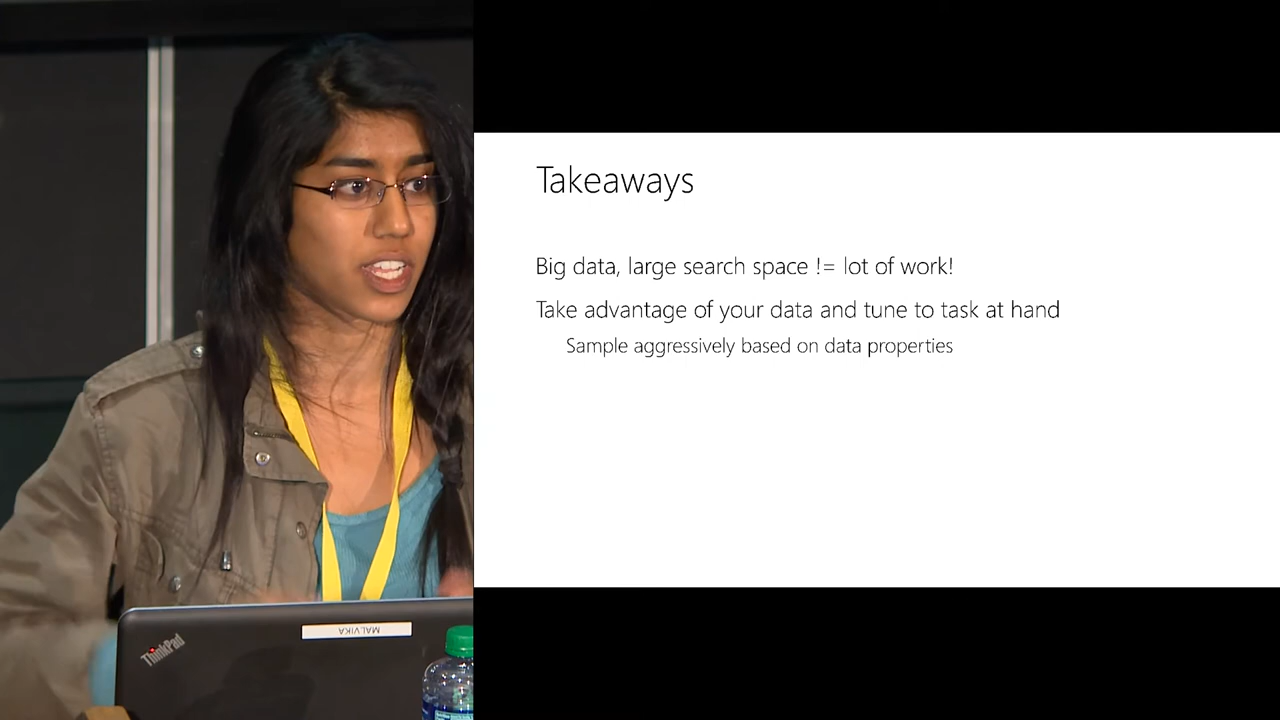 Takeaways
Big data, large search space != lot of work!
Take advantage of your data and tune to task at hand
Sample aggressively based on data properties
MALVIKA
ThinkPad